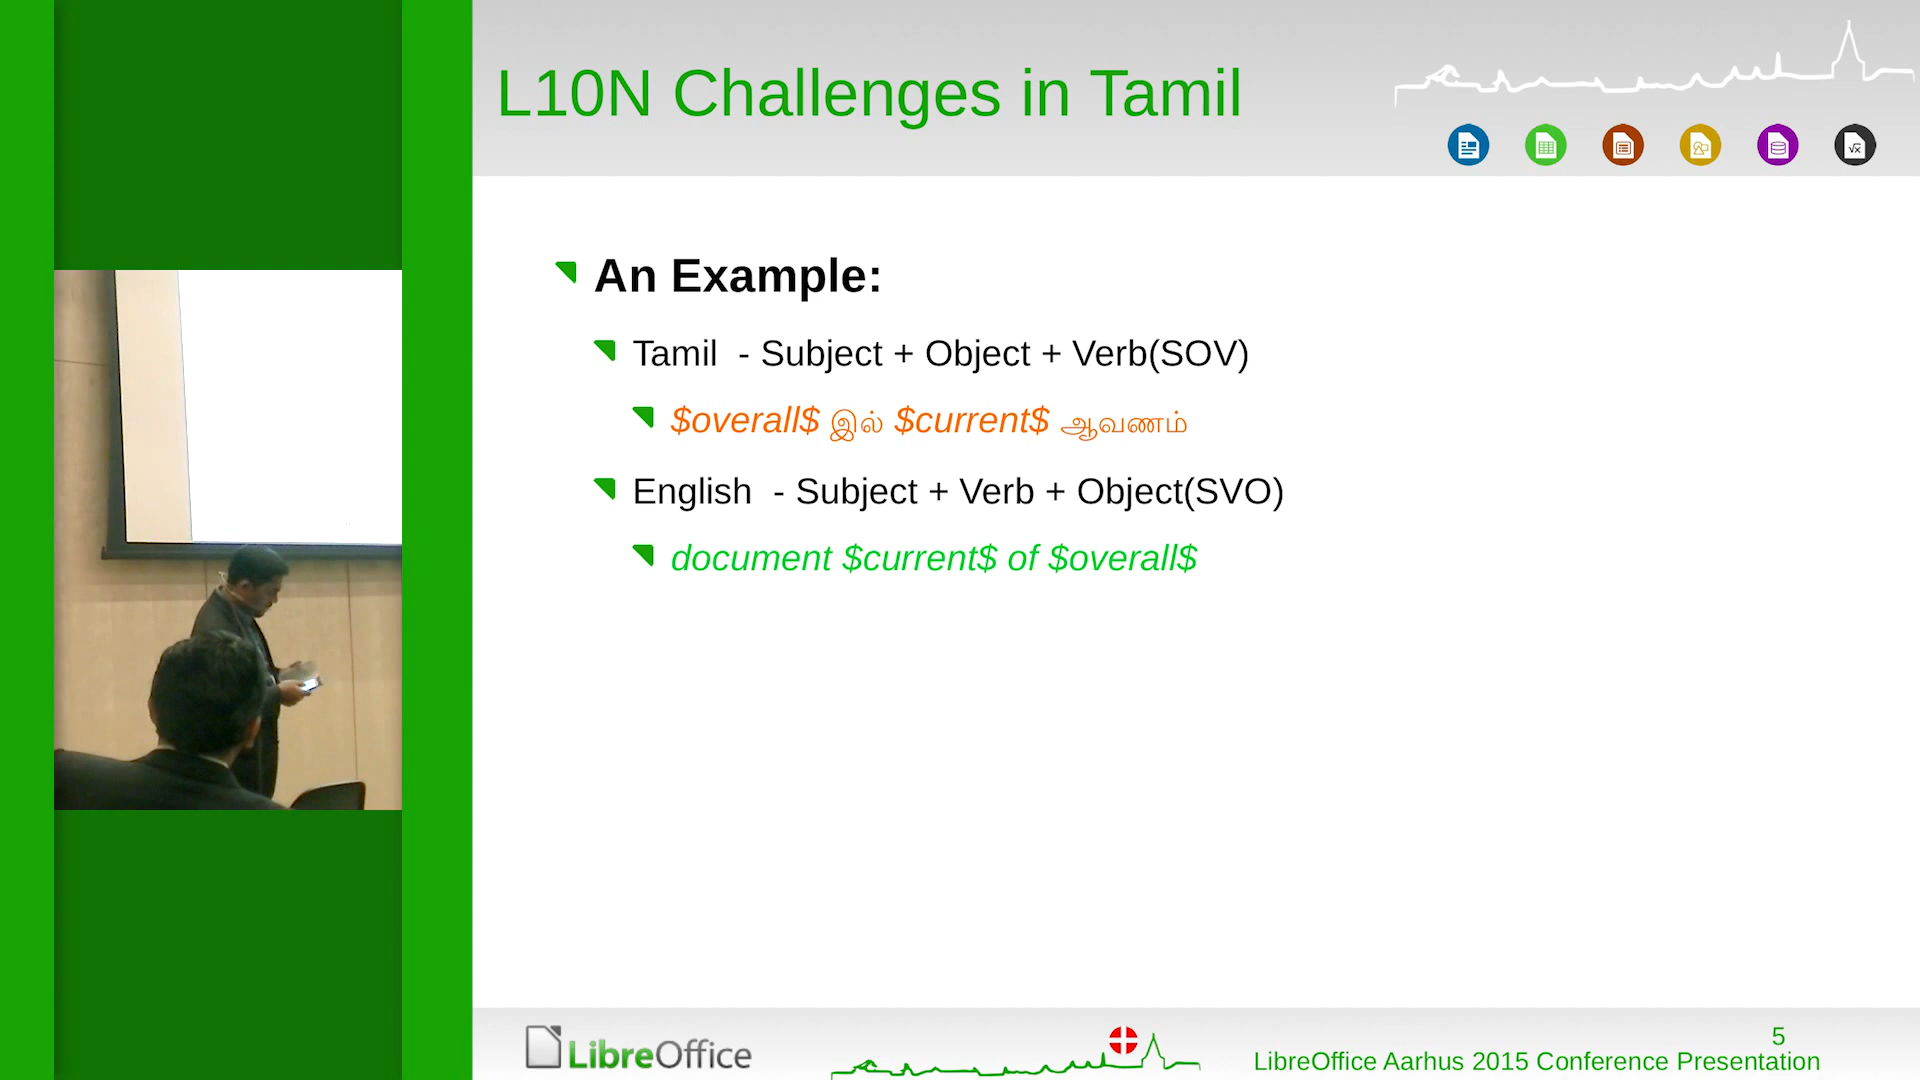 L10N Challenges in Tamil
An Example:
Tamil - Subject + Object + Verb(SOV)
$overall$ இல் $current$ ஆவணம்
English - Subject + Verb + Object(SVO)
document $current$ of $overall$
LibreOffice
5
LibreOffice Aarhus 2015 Conference Presentation